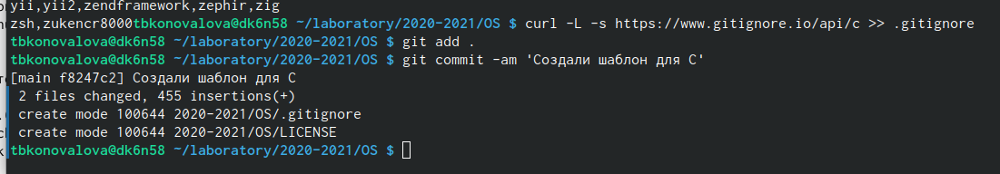 yii,yii2,zendframework,zephir,zig
zsh,zukencr8000tbkonovalova@dk6n58 ~/laboratory/2020-2021/OS $ curl -L -s https://www.gitignore.io/api/c >> .gitignore
tbkonovalova@dk6n58 ~/laboratory/2020-2021/OS $ git add .
tbkonovalova@dk6n58 ~/laboratory/2020-2021/OS $ git commit -am 'Создали шаблон для C'
[main f8247c2] Создали шаблон для C
2 files changed, 455 insertions(+)
create mode 100644 2020-2021/OS/.gitignore
create mode 100644 2020-2021/OS/LICENSE
tbkonovalova@dk6n58 ~/laboratory/2020-2021/OS $